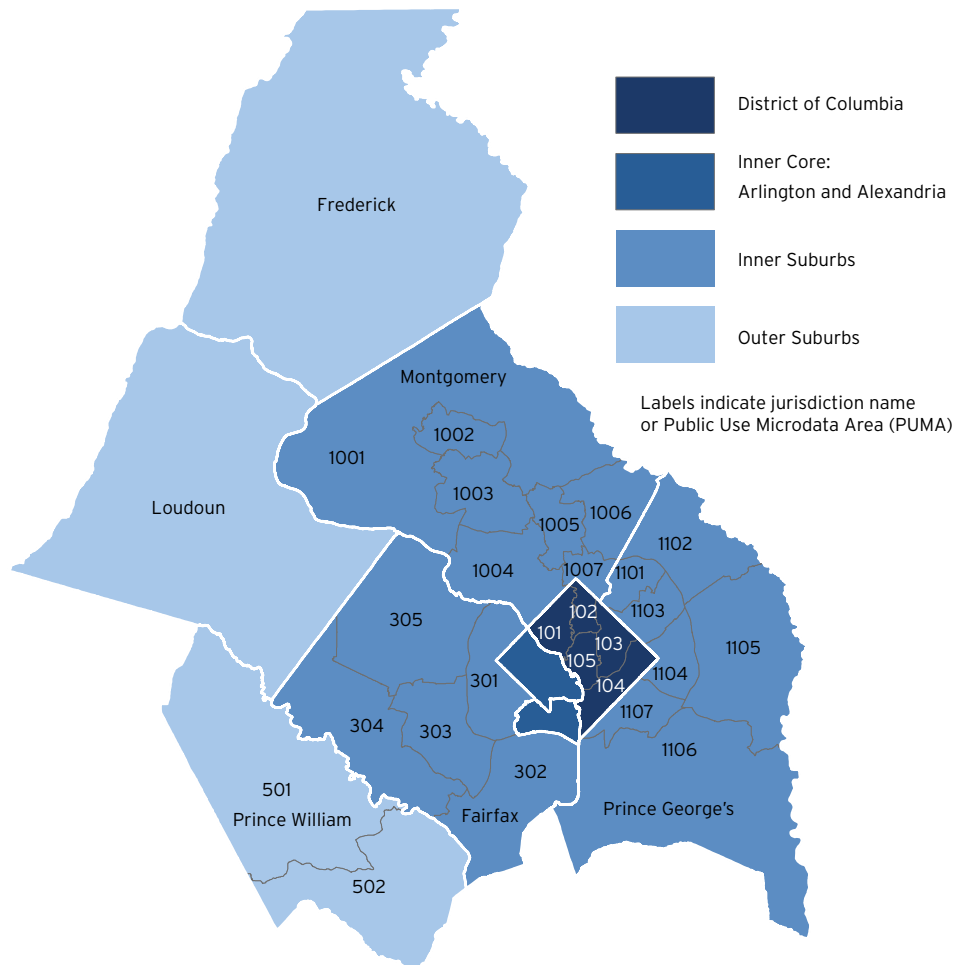 District of Columbia
Inner Core:
Arlington and Alexandria
Inner Suburbs
Outer Suburbs
Labels indicate jurisdiction name
or Public Use Microdata Area (PUMA)
Frederick
Montgomery
1002
1001
1003
Loudoun
1005
1006
1102
1004
1007
1101
1103
305
102
101
103
1105
105
301
1104
104
1107
304
303
1106
302
501
Prince William
Fairfax
Prince George's
502